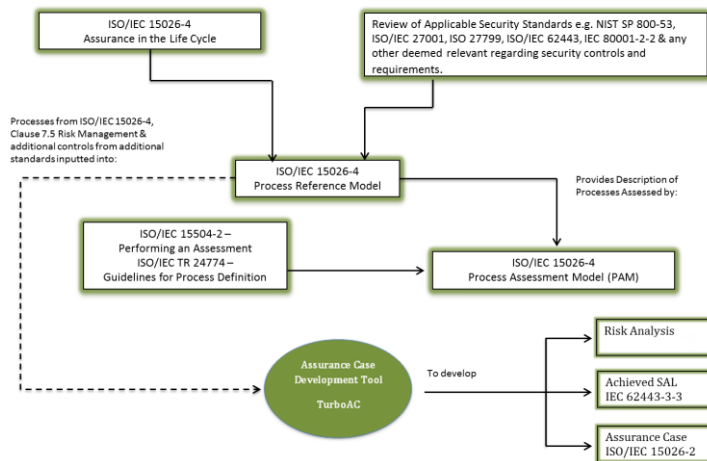 ISO/IEC 15026-4
Assurance in the Life Cycle
Review of Applicable Security Standards e.g. NIST SP 800-53,
ISO/IEC 27001, ISO 27799, ISO/IEC 62443, IEC 80001-2-2 & any
other deemed relevant regarding security controls and
requirements.
Processes from ISO/IEC 15026-4,
Clause 7.5 Risk Management &
additional controls from additional
standards inputted into:
ISO/IEC 15026-4
Process Reference Model
Provides Description of
Processes Assessed by:
ISO/IEC 15504-2 –
Performing an Assessment
ISO/IEC TR 24774 –
Guidelines for Process Definition
ISO/IEC 15026-4
Process Assessment Model (PAM)
Assurance Case
Development Tool
TurboAC
To develop
Risk Analysis
Achieved SAL
IEC 62443-3-3
Assurance Case
ISO/IEC 15026-2